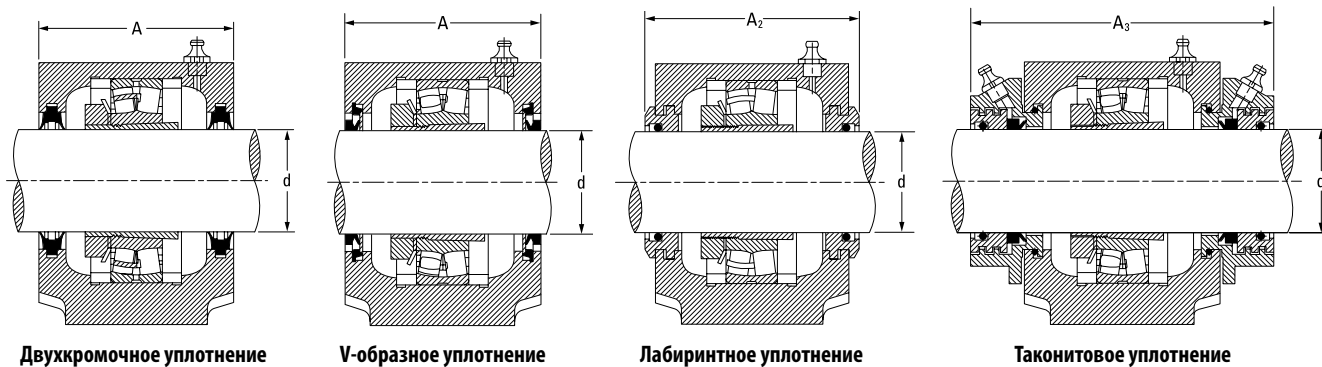 A
A
A₂
A₃
d
d
d
d
Двухкромочное уплотнение
V-образное уплотнение
Лабиринтное уплотнение
Таконитовое уплотнение